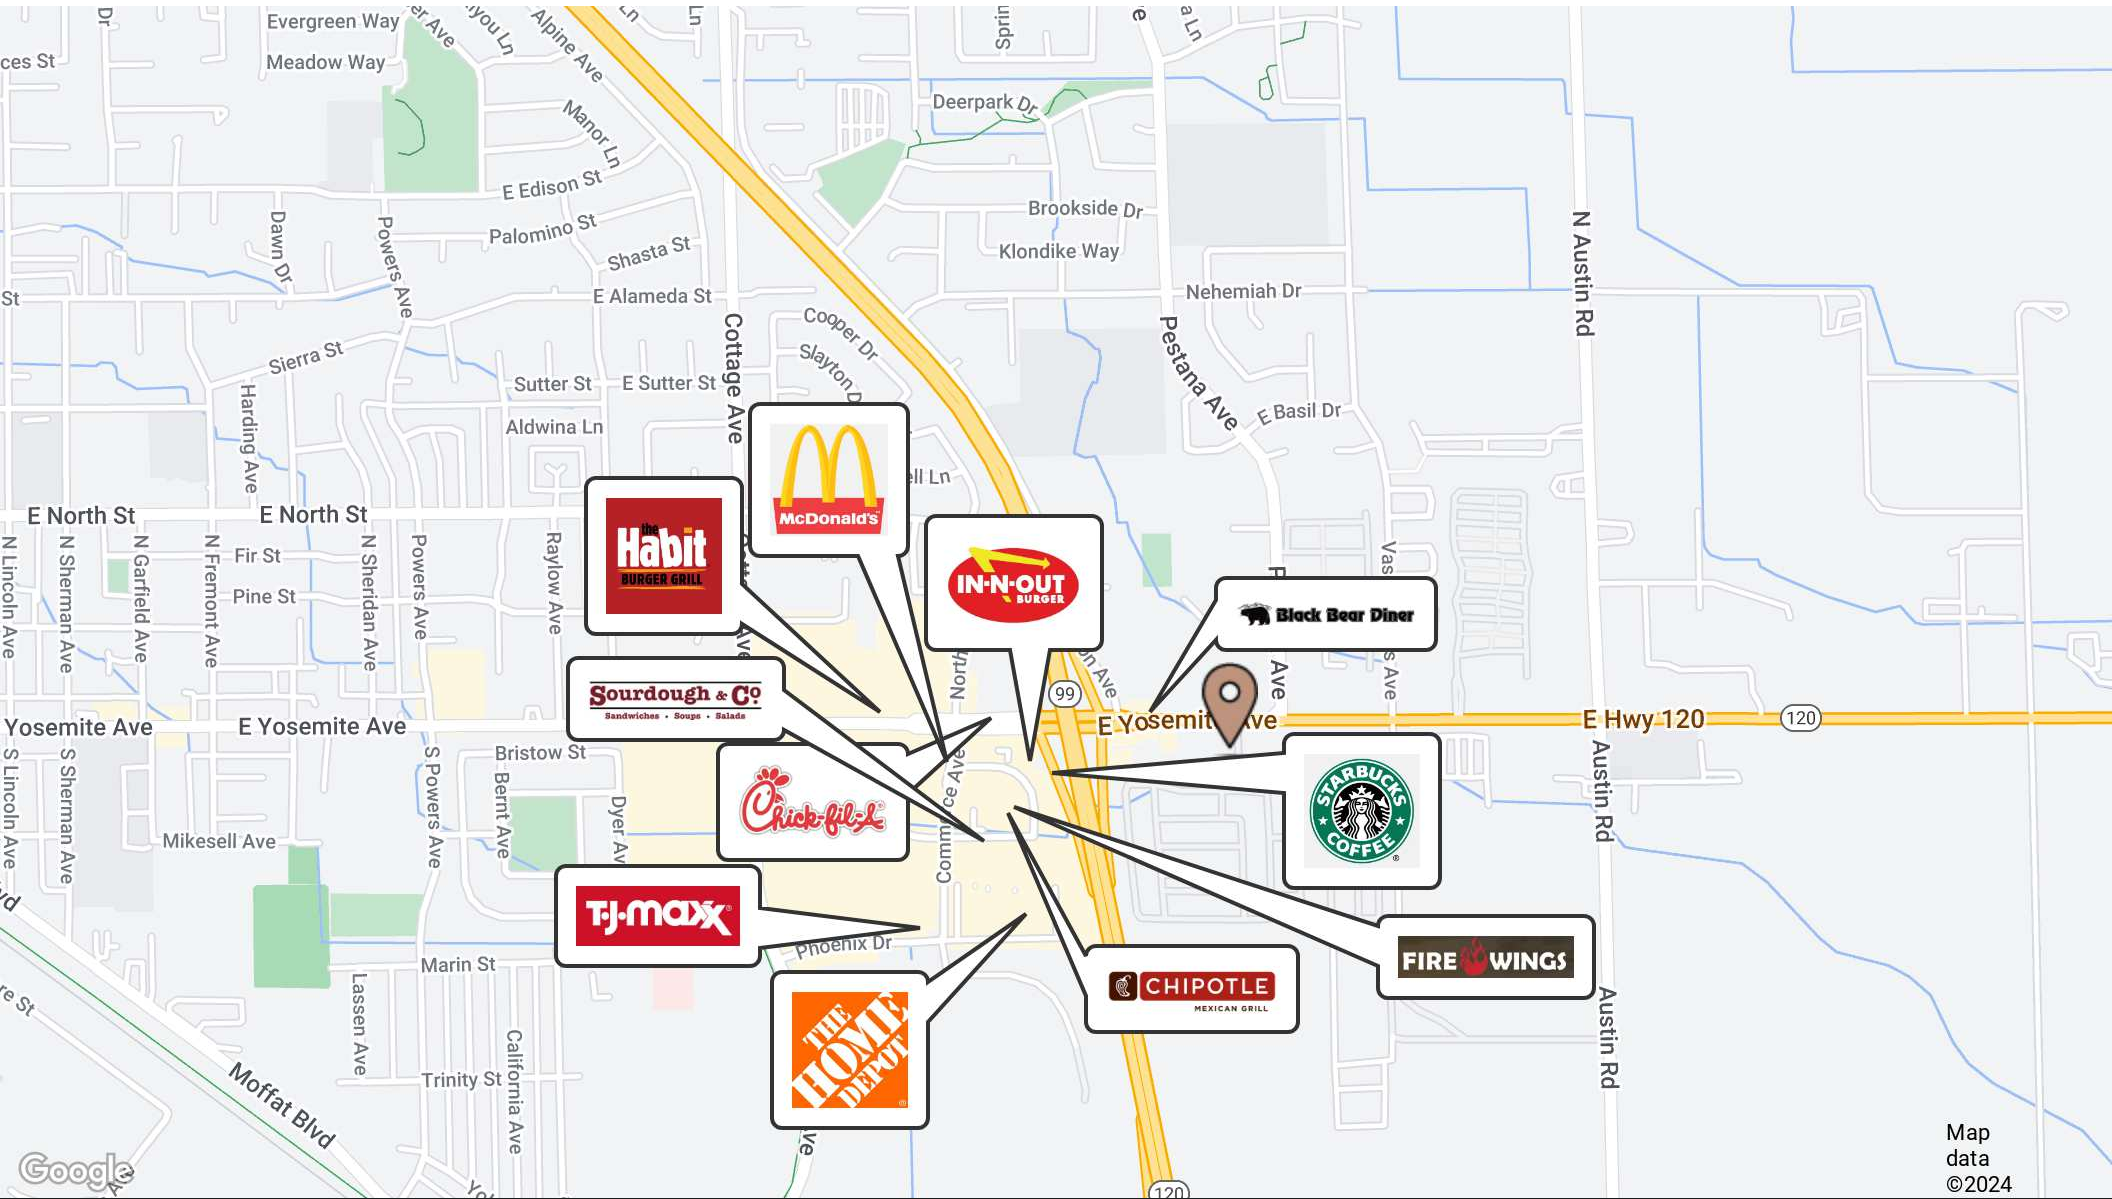 Evergreen Way
Meadow Way
Dr
Alpine Ave
Ln
Ln
Manor Ln
E Edison St
Palomino St
Shasta St
E Alameda St
Dawn Dr
Powers Ave
St
Sierra St
Harding Ave
Sutter St
E Sutter St
Aldwina Ln
Cottage Ave
Cooper Dr
Deerpark Dr
Brookside Dr
Klondike Way
Nehemiah Dr
Pestana Ave
E Basil Dr
N Austin Rd
McDonald's
the
Habit
BURGER GRILL
IN-N-OUT
BURGER
Black Bear Diner
E North St
E North St
Fir St
Pine St
N Lincoln Ave
N Sherman Ave
N Garfield Ave
N Fremont Ave
N Sheridan Ave
Powers Ave
Raylow Ave
Sourdough & Co
Sandwiches • Soups • Salads
99
Ave
Yosemite Ave
E Yosemite Ave
E Hwy 120
120
Bristow St
S Lincoln Ave
S Sherman Ave
S Powers Ave
Bernt Ave
Mikesell Ave
Chick-fil-A
Commerce Ave
STARBUCKS
COFFEE
Austin Rd
T.J.maxx
Phoenix Dr
Marin St
FIRE WINGS
CHIPOTLE
MEXICAN GRILL
THE
HOME
DEPOT
Lassen Ave
California Ave
Trinity St
Moffat Blvd
Austin Rd
120
Google
Map
data
©2024